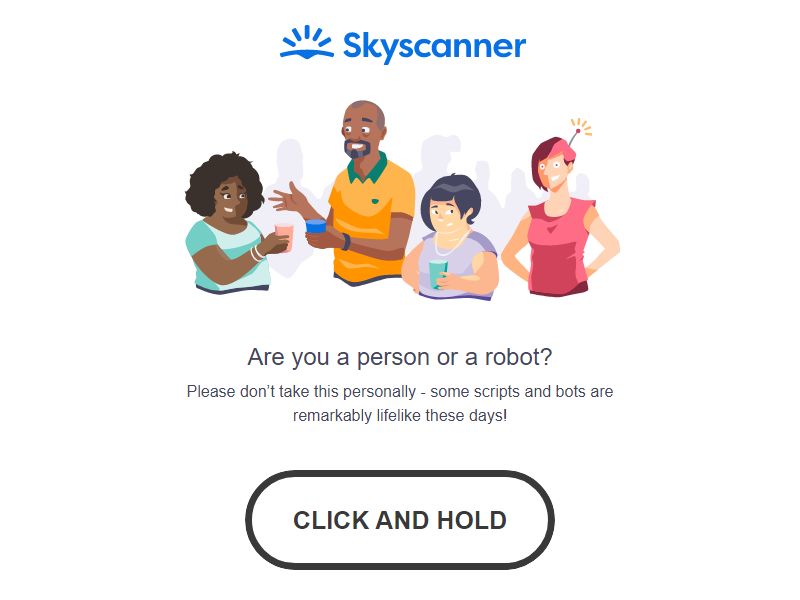 Skyscanner
Are you a person or a robot?
Please don’t take this personally - some scripts and bots are
remarkably lifelike these days!
CLICK AND HOLD